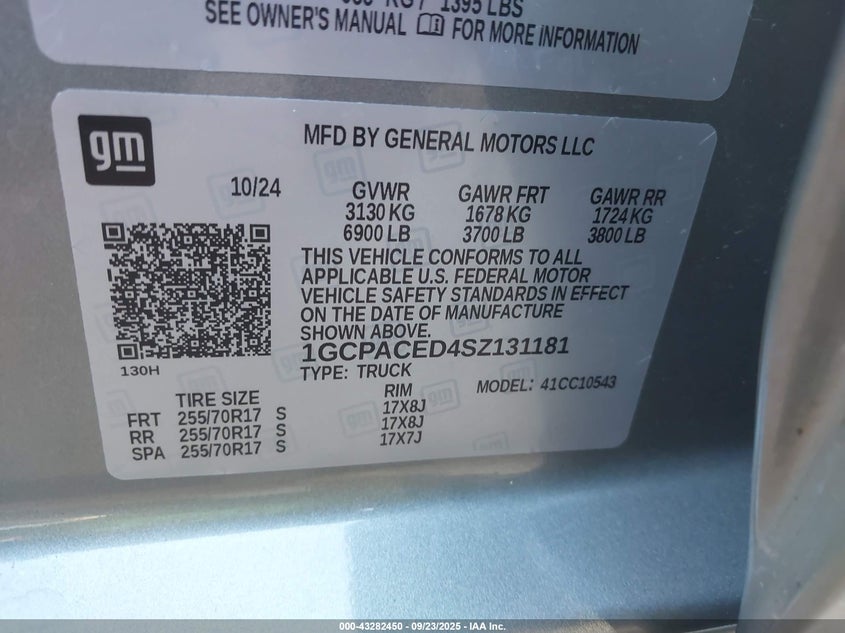 KG / 1395 LBS
SEE OWNER'S MANUAL FOR MORE INFORMATION
gm
MFD BY GENERAL MOTORS LLC
10/24 GVWR GAWR FRT GAWR RR
3130 KG 1678 KG 1724 KG
6900 LB 3700 LB 3800 LB
THIS VEHICLE CONFORMS TO ALL
APPLICABLE U.S. FEDERAL MOTOR
VEHICLE SAFETY STANDARDS IN EFFECT
ON THE DATE OF MANUFACTURE
SHOWN ABOVE.
1GCPACED4SZ131181
130H
TYPE: TRUCK MODEL: 41CC10543
TIRE SIZE RIM
FRT 255/70R17 S 17X8J
RR 255/70R17 S 17X8J
SPA 255/70R17 S 17X7J
000-43282450 - 09/23/2025 - IAA Inc.